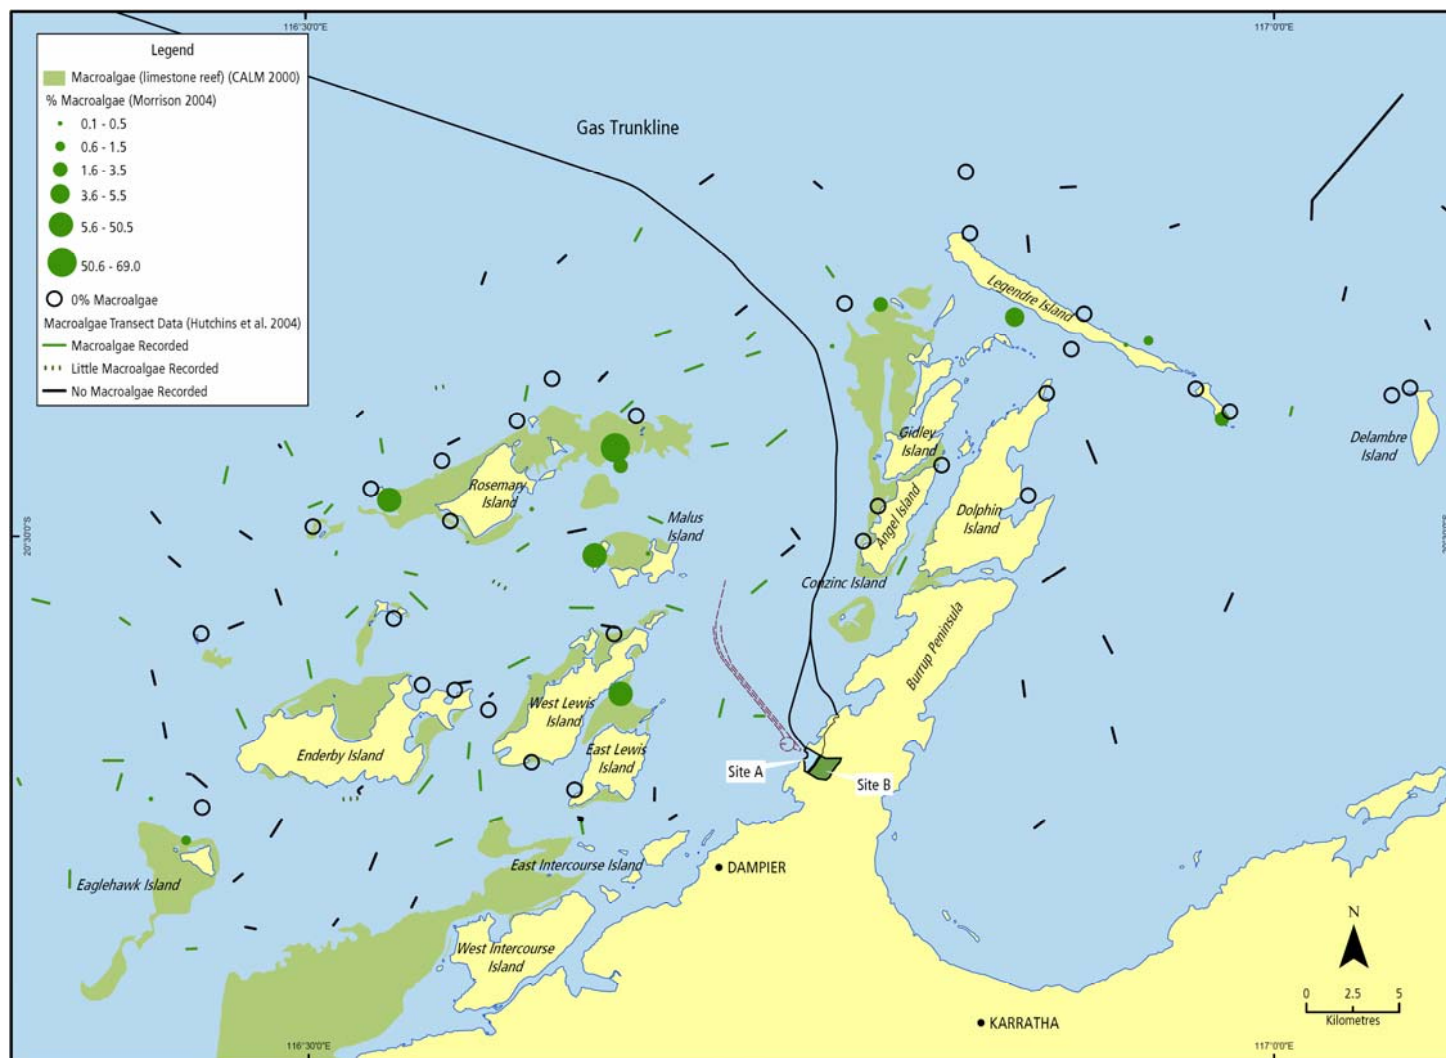 116°30'0"E
117°0'0"E
Legend
Macroalgae (limestone reef) (CALM 2000)
% Macroalgae (Morrison 2004)
0.1 - 0.5
0.6 - 1.5
1.6 - 3.5
3.6 - 5.5
5.6 - 50.5
50.6 - 69.0
0% Macroalgae
Macroalgae Transect Data (Hutchins et al. 2004)
Macroalgae Recorded
Little Macroalgae Recorded
No Macroalgae Recorded
Gas Trunkline
Legendre Island
Gidley
Island
Delambre
Island
Rosemary
Island
Angel Island
Dolphin
Island
Malus
Island
20°30'0"S
Conzinc Island
Burrup Peninsula
West Lewis
Island
Enderby Island
East Lewis
Island
Site A
Site B
East Intercourse Island
DAMPIER
Eaglehawk Island
West Intercourse
Island
N
0 2.5 5
Kilometres
KARRATHA
116°30'0"E
117°0'0"E